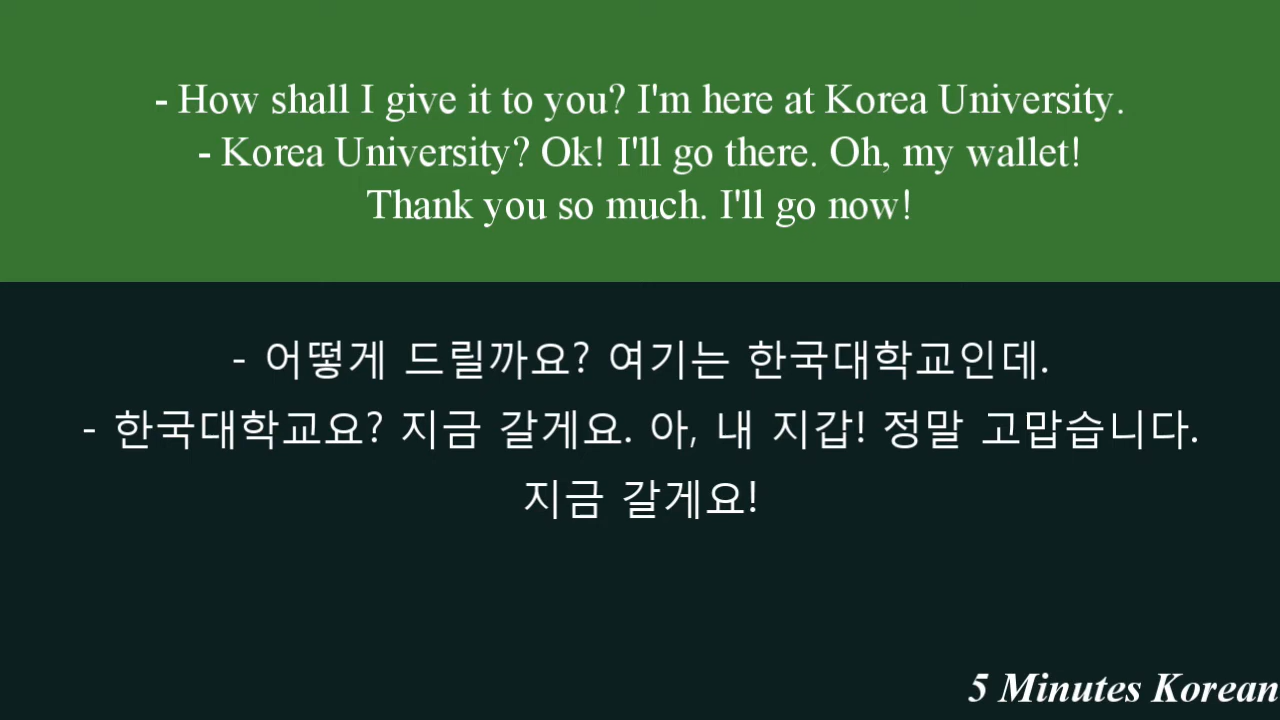 - How shall I give it to you? I'm here at Korea University.
- Korea University? Ok! I'll go there. Oh, my wallet!
Thank you so much. I'll go now!
- 어떻게 드릴까요? 여기는 한국대학교인데.
- 한국대학교요? 지금 갈게요. 아, 내 지갑! 정말 고맙습니다.
지금 갈게요!
5 Minutes Korean